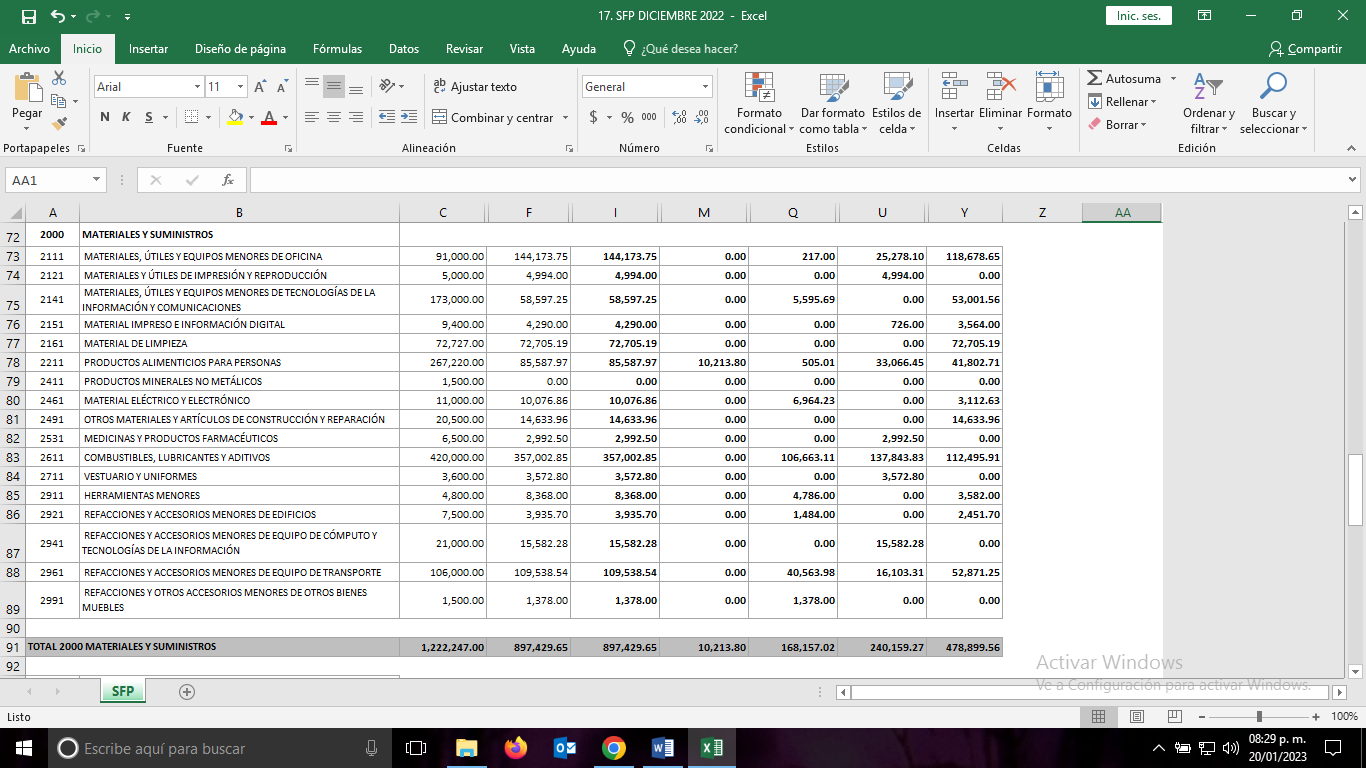 17. SFP DICIEMBRE 2022 - Excel
Inic. ses.
Archivo Inicio Insertar Diseño de página Fórmulas Datos Revisar Vista Ayuda ¿Qué desea hacer? Compartir
Pegar
Arial 11
N K S
Ajustar texto
Combinar y centrar
General
$ % 000
Formato condicional
Dar formato como tabla
Estilos de celda
Insertar Eliminar Formato
Autosuma
Rellenar
Borrar
Ordenar y filtrar
Buscar y seleccionar
Portapapeles Fuente Alineación Número Estilos Celdas Edición
AA1 fx
A B C F I M Q U Y Z AA
72 2000 MATERIALES Y SUMINISTROS
73 2111 MATERIALES, ÚTILES Y EQUIPOS MENORES DE OFICINA 91,000.00 144,173.75 144,173.75 0.00 217.00 25,278.10 118,678.65
74 2121 MATERIALES Y ÚTILES DE IMPRESIÓN Y REPRODUCCIÓN 5,000.00 4,994.00 4,994.00 0.00 0.00 4,994.00 0.00
75 2141 MATERIALES, ÚTILES Y EQUIPOS MENORES DE TECNOLOGÍAS DE LA INFORMACIÓN Y COMUNICACIONES 173,000.00 58,597.25 58,597.25 0.00 5,595.69 0.00 53,001.56
76 2151 MATERIAL IMPRESO E INFORMACIÓN DIGITAL 9,400.00 4,290.00 4,290.00 0.00 0.00 726.00 3,564.00
77 2161 MATERIAL DE LIMPIEZA 72,727.00 72,705.19 72,705.19 0.00 0.00 0.00 72,705.19
78 2211 PRODUCTOS ALIMENTICIOS PARA PERSONAS 267,220.00 85,587.97 85,587.97 10,213.80 505.01 33,066.45 41,802.71
79 2411 PRODUCTOS MINERALES NO METÁLICOS 1,500.00 0.00 0.00 0.00 0.00 0.00 0.00
80 2461 MATERIAL ELÉCTRICO Y ELECTRÓNICO 11,000.00 10,076.86 10,076.86 0.00 6,964.23 0.00 3,112.63
81 2491 OTROS MATERIALES Y ARTÍCULOS DE CONSTRUCCIÓN Y REPARACIÓN 20,500.00 14,633.96 14,633.96 0.00 0.00 0.00 14,633.96
82 2531 MEDICINAS Y PRODUCTOS FARMACÉUTICOS 6,500.00 2,992.50 2,992.50 0.00 0.00 2,992.50 0.00
83 2611 COMBUSTIBLES, LUBRICANTES Y ADITIVOS 420,000.00 357,002.85 357,002.85 0.00 106,663.11 137,843.83 112,495.91
84 2711 VESTUARIO Y UNIFORMES 3,600.00 3,572.80 3,572.80 0.00 0.00 3,572.80 0.00
85 2911 HERRAMIENTAS MENORES 4,800.00 8,368.00 8,368.00 0.00 4,786.00 0.00 3,582.00
86 2921 REFACCIONES Y ACCESORIOS MENORES DE EDIFICIOS 7,500.00 3,935.70 3,935.70 0.00 1,484.00 0.00 2,451.70
87 2941 REFACCIONES Y ACCESORIOS MENORES DE EQUIPO DE CÓMPUTO Y TECNOLOGÍAS DE LA INFORMACIÓN 21,000.00 15,582.28 15,582.28 0.00 0.00 15,582.28 0.00
88 2961 REFACCIONES Y ACCESORIOS MENORES DE EQUIPO DE TRANSPORTE 106,000.00 109,538.54 109,538.54 0.00 40,563.98 16,103.31 52,871.25
89 2991 REFACCIONES Y OTROS ACCESORIOS MENORES DE OTROS BIENES MUEBLES 1,500.00 1,378.00 1,378.00 0.00 1,378.00 0.00 0.00
90
91 TOTAL 2000 MATERIALES Y SUMINISTROS 1,222,247.00 897,429.65 897,429.65 10,213.80 168,157.02 240,159.27 478,899.56
92
Activar Windows
Ve a Configuración para activar Windows.
SFP
Listo 100%
Escribe aquí para buscar
08:29 p. m.
20/01/2023